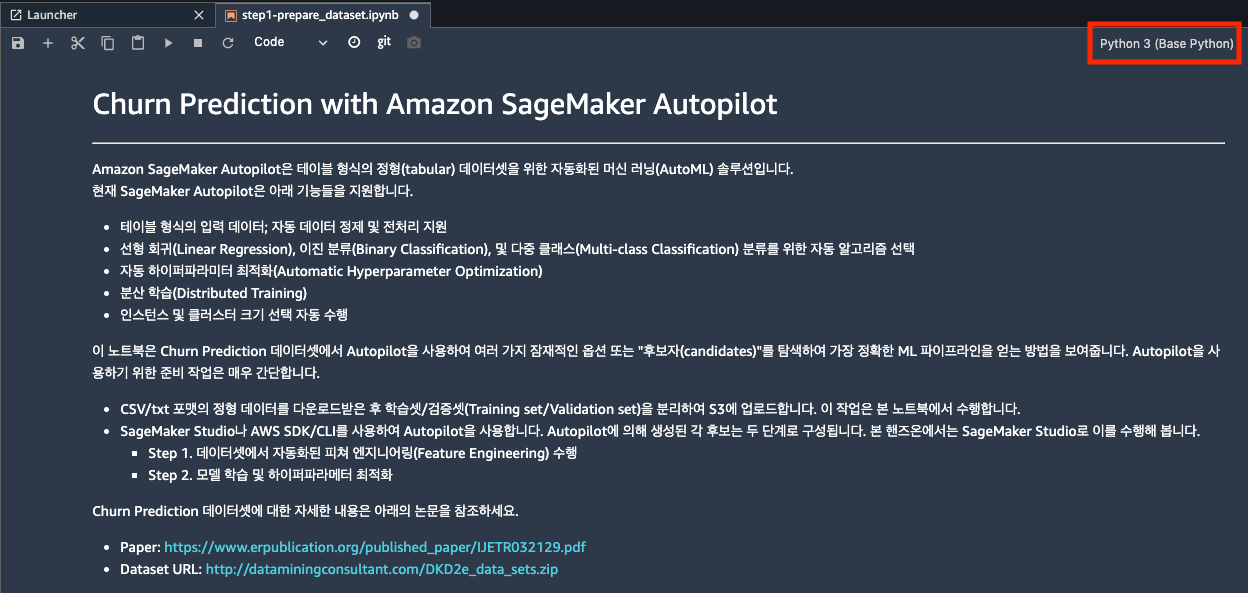 Launcher
step1-prepare_dataset.ipynb
Code
git
Python 3 (Base Python)
Churn Prediction with Amazon SageMaker Autopilot
Amazon SageMaker Autopilot은 테이블 형식의 정형(tabular) 데이터셋을 위한 자동화된 머신 러닝(AutoML) 솔루션입니다.
현재 SageMaker Autopilot은 아래 기능들을 지원합니다.
• 테이블 형식의 입력 데이터; 자동 데이터 정제 및 전처리 지원
• 선형 회귀(Linear Regression), 이진 분류(Binary Classification), 및 다중 클래스(Multi-class Classification) 분류를 위한 자동 알고리즘 선택
• 자동 하이퍼파라미터 최적화(Automatic Hyperparameter Optimization)
• 분산 학습(Distributed Training)
• 인스턴스 및 클러스터 크기 선택 자동 수행
이 노트북은 Churn Prediction 데이터셋에서 Autopilot을 사용하여 여러 가지 잠재적인 옵션 또는 "후보자(candidates)"를 탐색하여 가장 정확한 ML 파이프라인을 얻는 방법을 보여줍니다. Autopilot을 사
용하기 위한 준비 작업은 매우 간단합니다.
• CSV/txt 포맷의 정형 데이터를 다운로드받은 후 학습셋/검증셋(Training set/Validation set)을 분리하여 S3에 업로드합니다. 이 작업은 본 노트북에서 수행합니다.
• SageMaker Studio나 AWS SDK/CLI를 사용하여 Autopilot을 사용합니다. Autopilot에 의해 생성된 각 후보는 두 단계로 구성됩니다. 본 핸즈온에서는 SageMaker Studio로 이를 수행해 봅니다.
▪ Step 1. 데이터셋에서 자동화된 피쳐 엔지니어링(Feature Engineering) 수행
▪ Step 2. 모델 학습 및 하이퍼파라메터 최적화
Churn Prediction 데이터셋에 대한 자세한 내용은 아래의 논문을 참조하세요.
• Paper: https://www.erpublication.org/published_paper/IJETR032129.pdf
• Dataset URL: http://dataminingconsultant.com/DKD2e_data_sets.zip